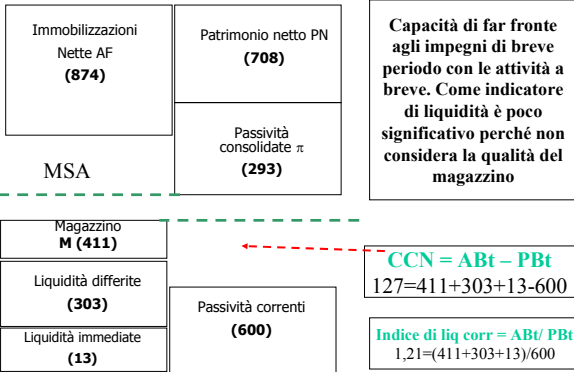 Immobilizzazioni
Nette AF
(874)
Patrimonio netto PN
(708)
Passività
consolidate π
(293)
MSA
Magazzino
M (411)
Liquidità differite
(303)
Liquidità immediate
(13)
Passività correnti
(600)
Capacità di far fronte
agli impegni di breve
periodo con le attività a
breve. Come indicatore
di liquidità è poco
significativo perché non
considera la qualità del
magazzino
CCN = ABt – PBt
127=411+303+13-600
Indice di liq corr = ABt/ PBt
1,21=(411+303+13)/600